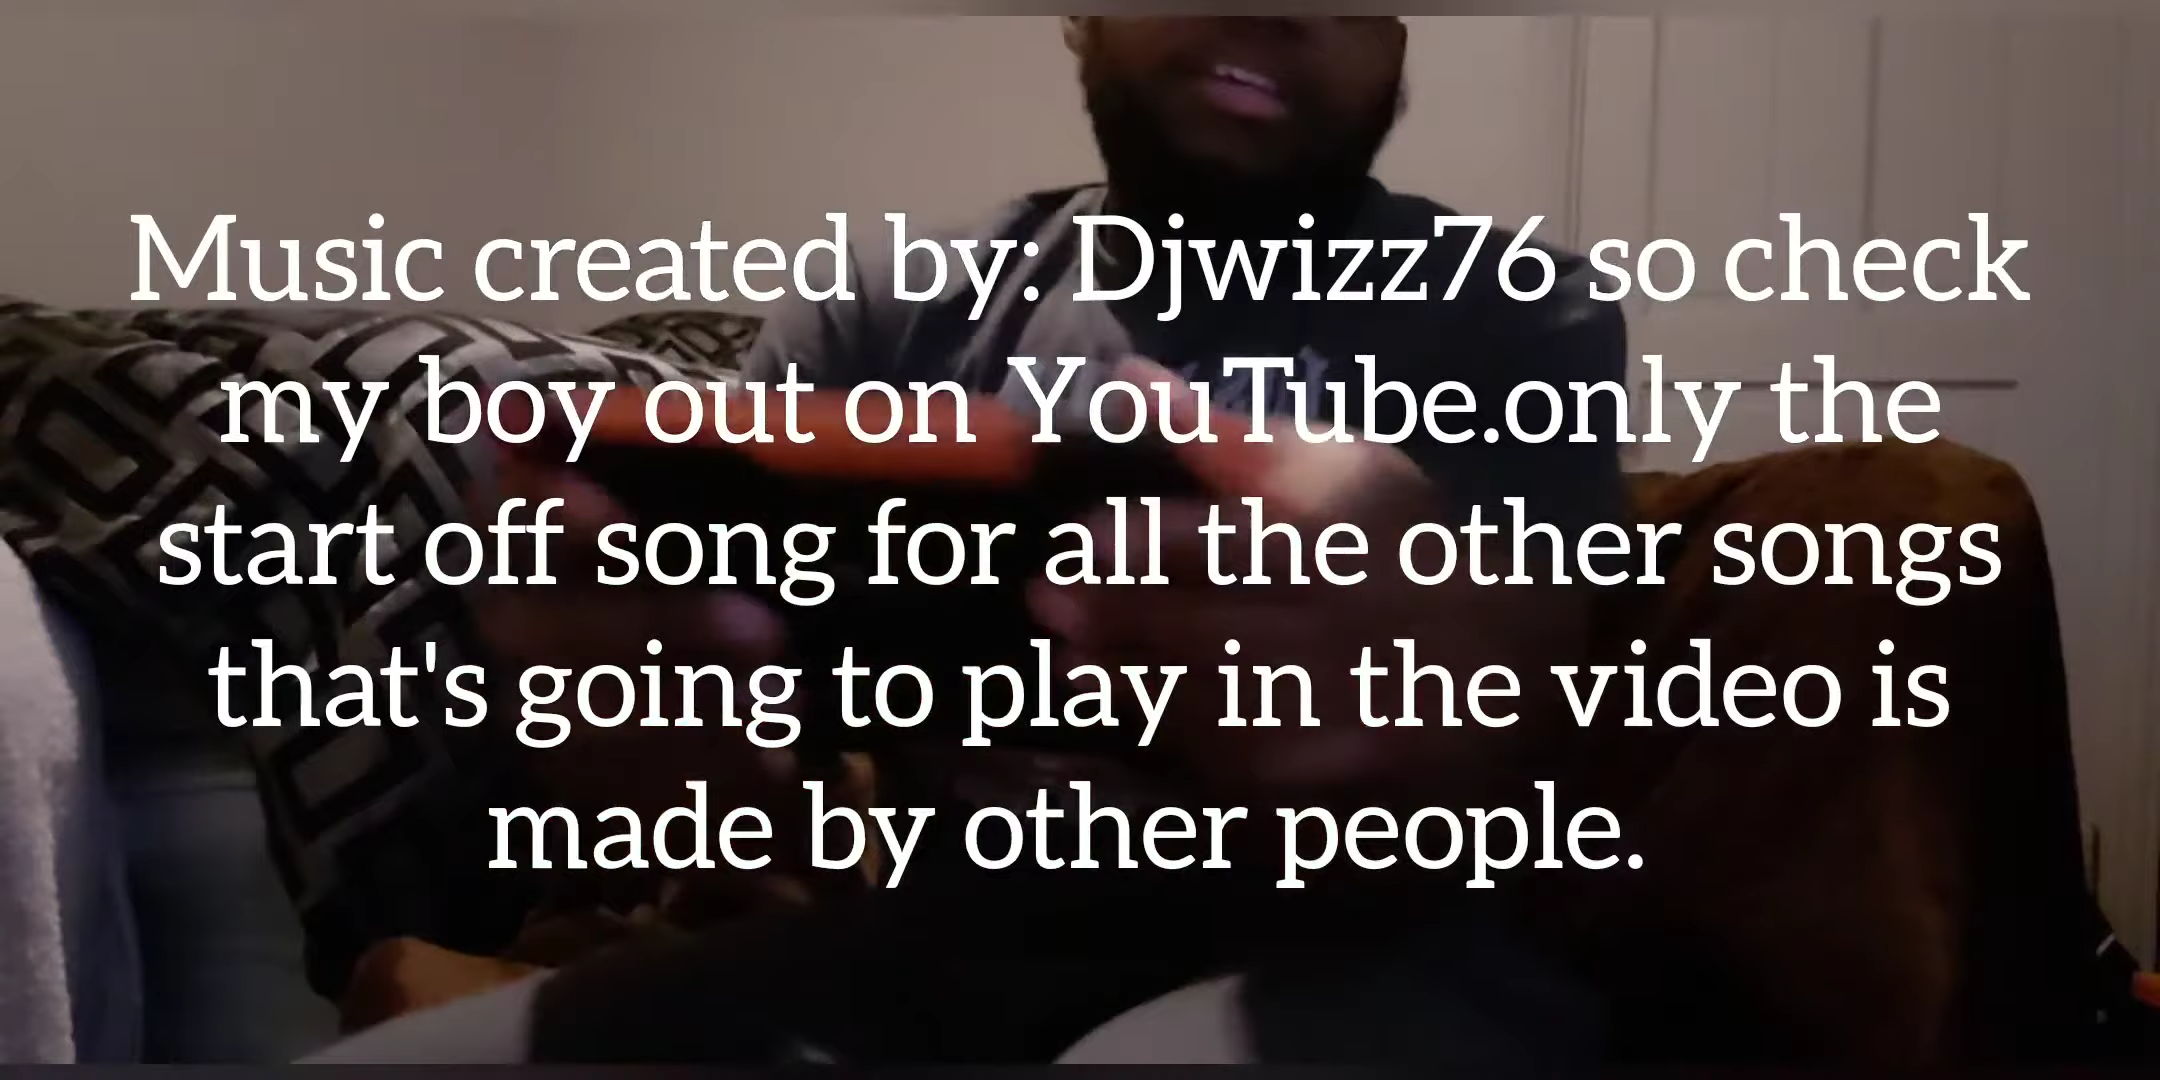 Music created by: Djwizz76 so check
my boy out on YouTube.only the
start off song for all the other songs
that's going to play in the video is
made by other people.